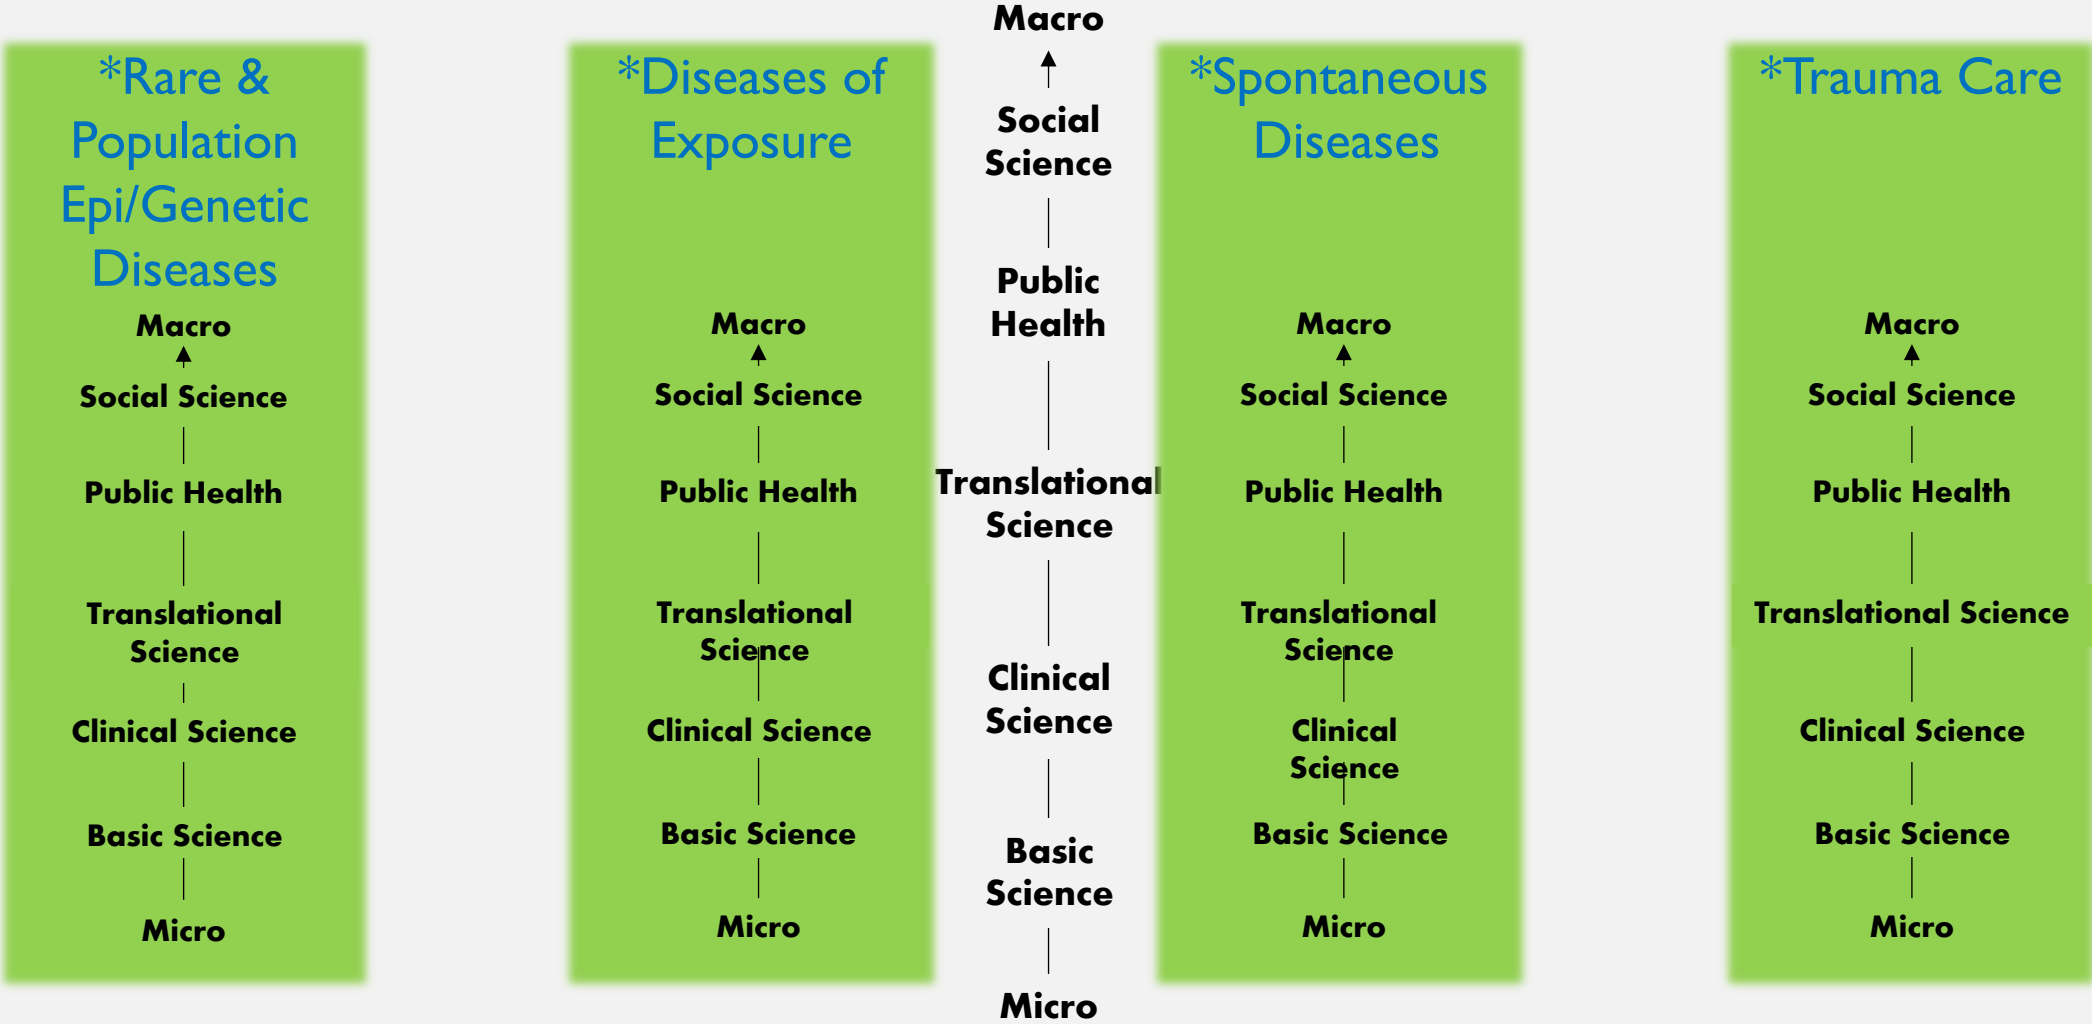 *Rare &
Population
Epi/Genetic
Diseases
Macro
Social Science
Public Health
Translational
Science
Clinical Science
Basic Science
Micro
*Diseases of
Exposure
Macro
Social Science
Public Health
Translational
Science
Clinical Science
Basic Science
Micro
Macro
Social
Science
Public
Health
Translational
Science
Clinical
Science
Basic
Science
Micro
*Spontaneous
Diseases
Macro
Social Science
Public Health
Translational
Science
Clinical
Science
Basic Science
Micro
*Trauma Care
Macro
Social Science
Public Health
Translational Science
Clinical Science
Basic Science
Micro